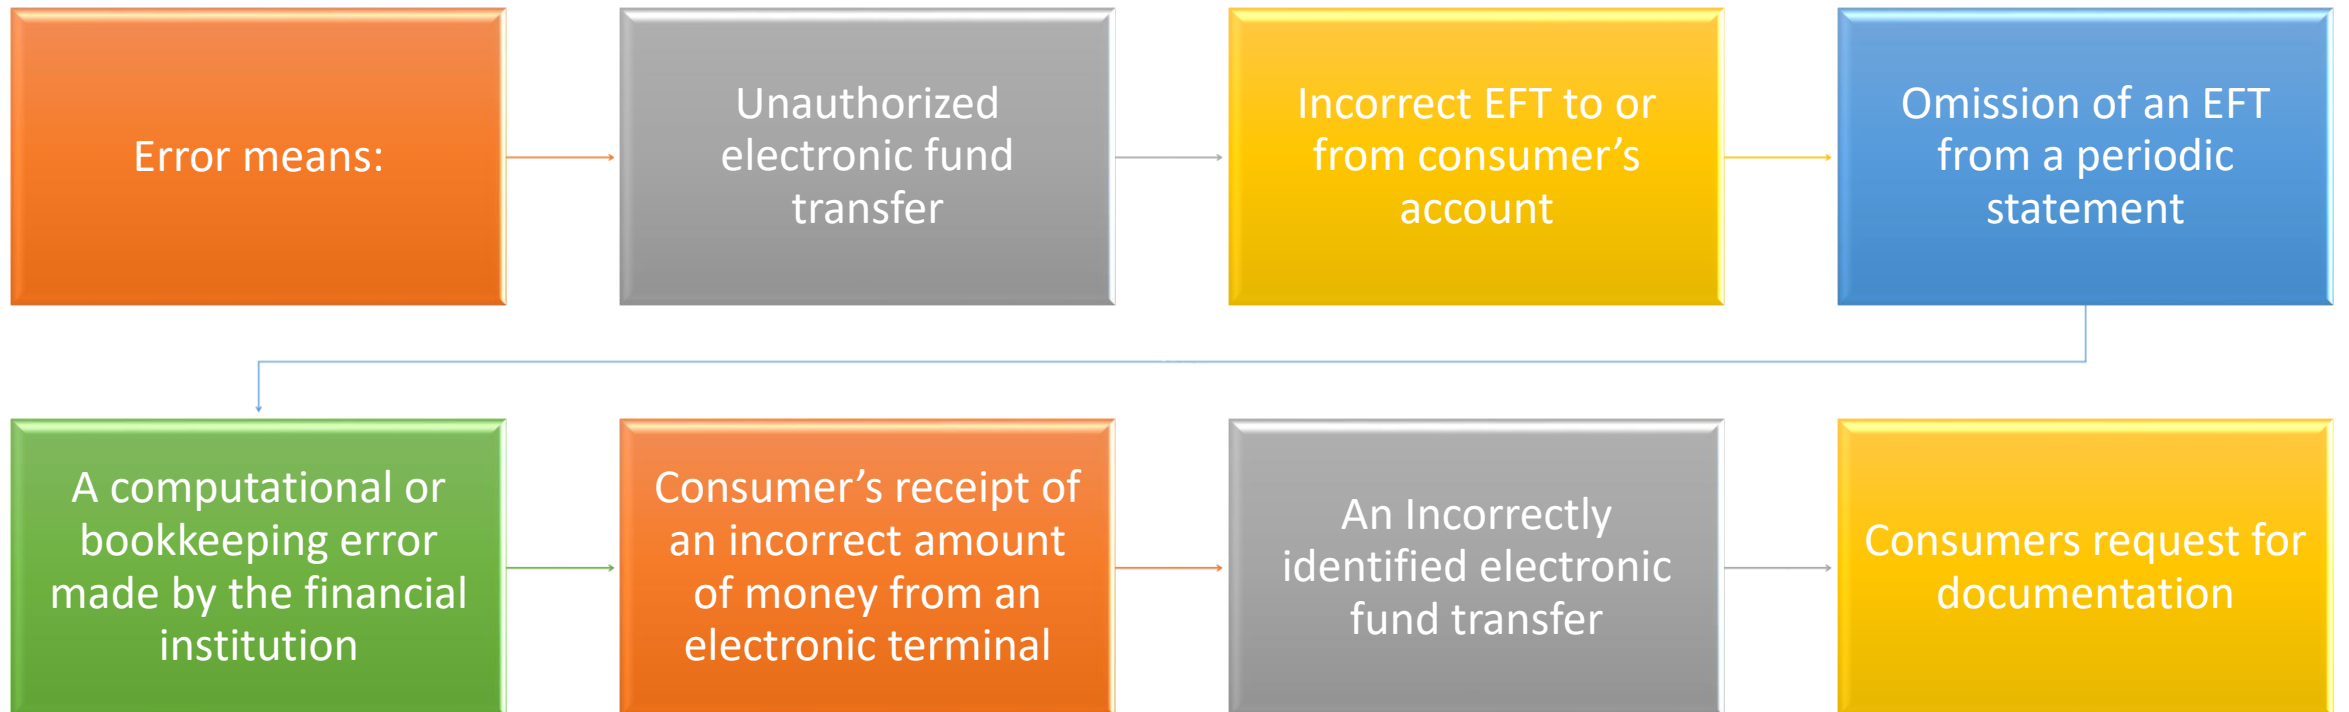 Error means:
Unauthorized
electronic fund
transfer
Incorrect EFT to or
from consumer’s
account
Omission of an EFT
from a periodic
statement
A computational or
bookkeeping error
made by the financial
institution
Consumer’s receipt of
an incorrect amount
of money from an
electronic terminal
An Incorrectly
identified electronic
fund transfer
Consumers request for
documentation